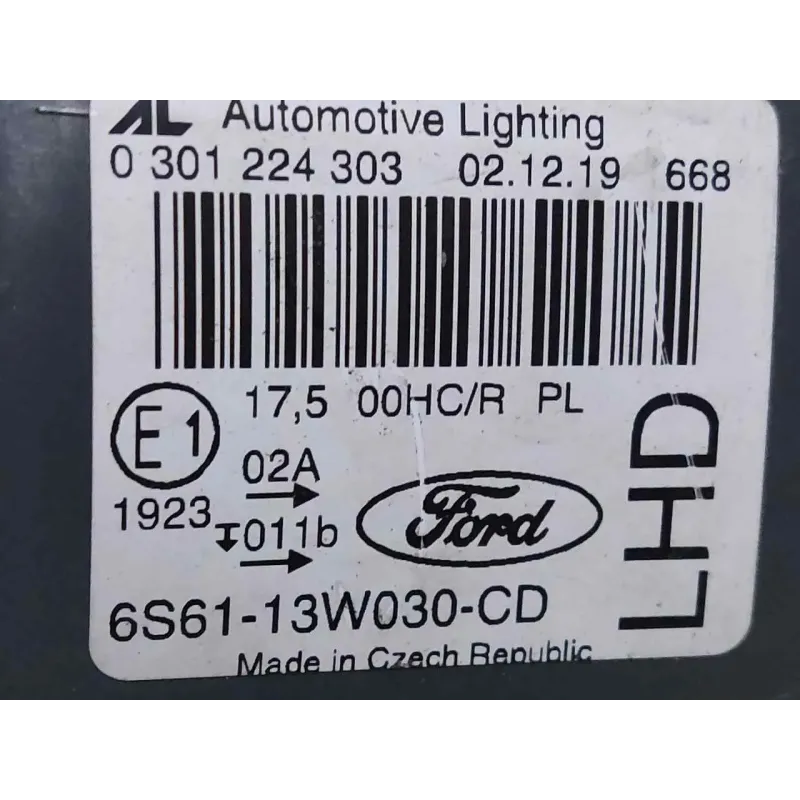 AL Automotive Lighting
0 301 224 303 02.12.19 668
E1 17,5 00HC/R PL
02A
1923 011b
Ford
6S61-13W030-CD
Made in Czech Republic
LHD